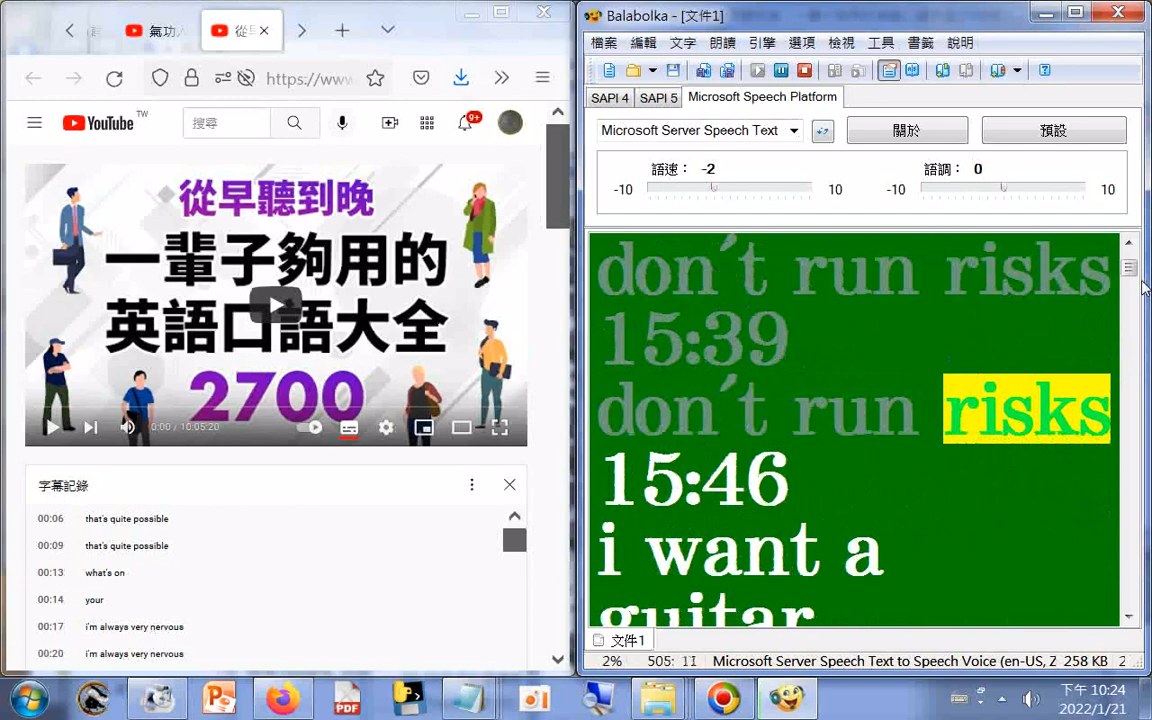 氣功
從
https://www
YouTube TW
搜尋
9+
從早聽到晚
一輩子夠用的
英語口語大全
2700
0:00 / 10:05:20
字幕記錄
00:06 that's quite possible
00:09 that's quite possible
00:13 what's on
00:14 your
00:17 i'm always very nervous
00:20 i'm always very nervous
Balabolka - [文件1]
檔案 編輯 文字 朗讀 引擎 選項 檢視 工具 書籤 說明
SAPI 4 SAPI 5 Microsoft Speech Platform
Microsoft Server Speech Text 關於 預設
語速： -2 語調： 0
-10 10 -10 10
don´t run risks
15:39
don´t run risks
15:46
i want a
guitar
文件1
2% 505: 11 Microsoft Server Speech Text to Speech Voice (en-US, Z 258 KB 2
PDF
下午 10:24
2022/1/21